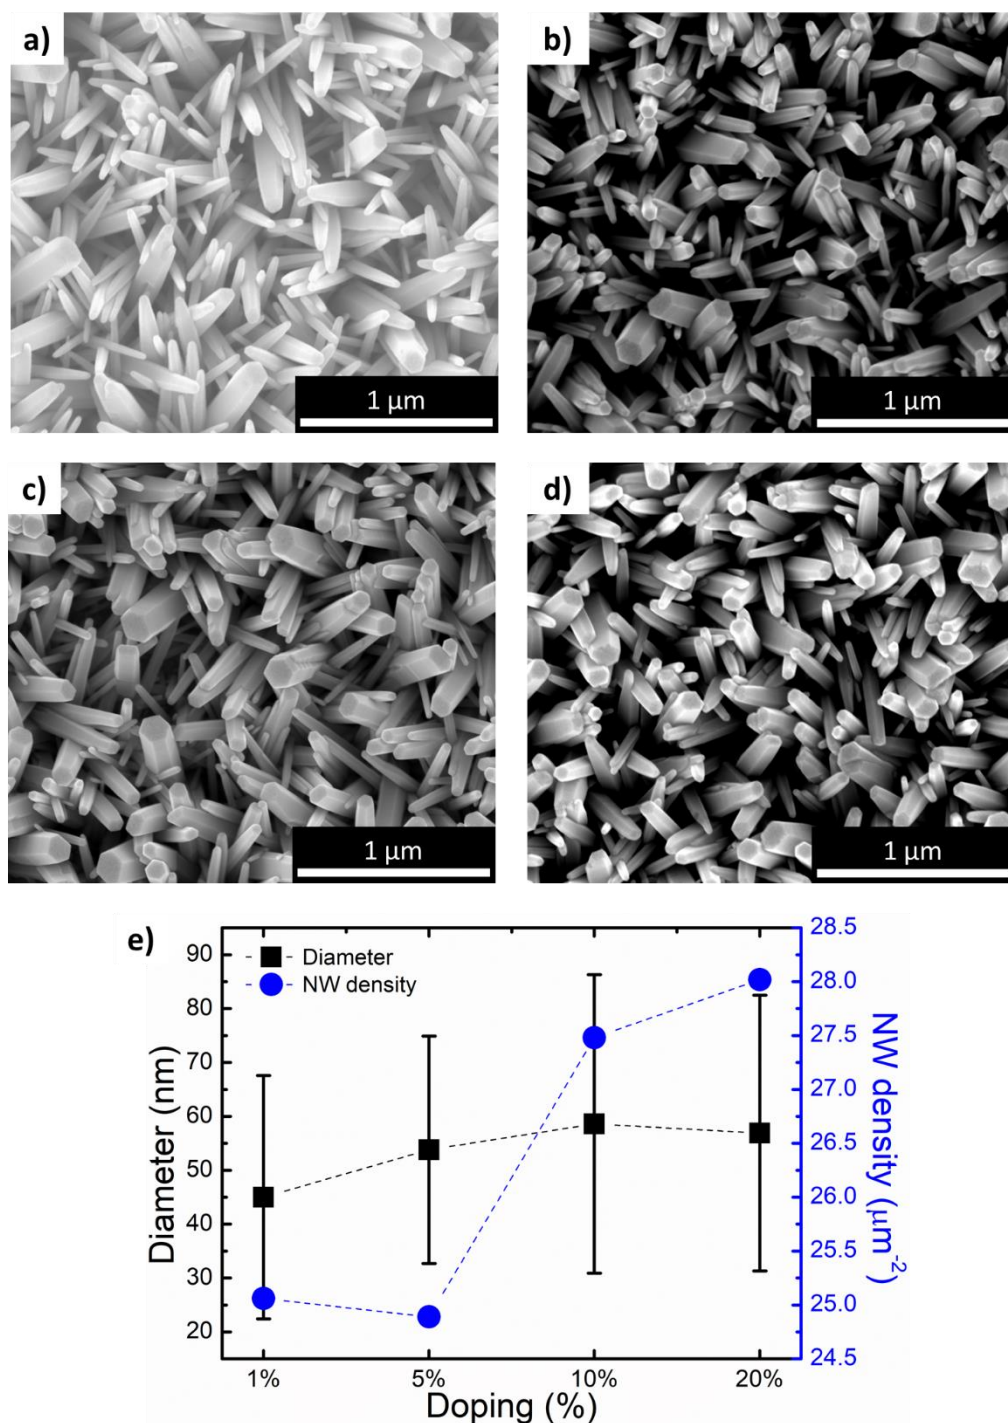 a)
b)
1 μm
1 μm
c)
d)
1 μm
1 μm
e)
Diameter
NW density
90
80
70
60
50
40
30
20
Diameter (nm)
28.5
28.0
27.5
27.0
26.5
26.0
25.5
25.0
24.5
NW density (μm⁻²)
1%
5%
10%
20%
Doping (%)